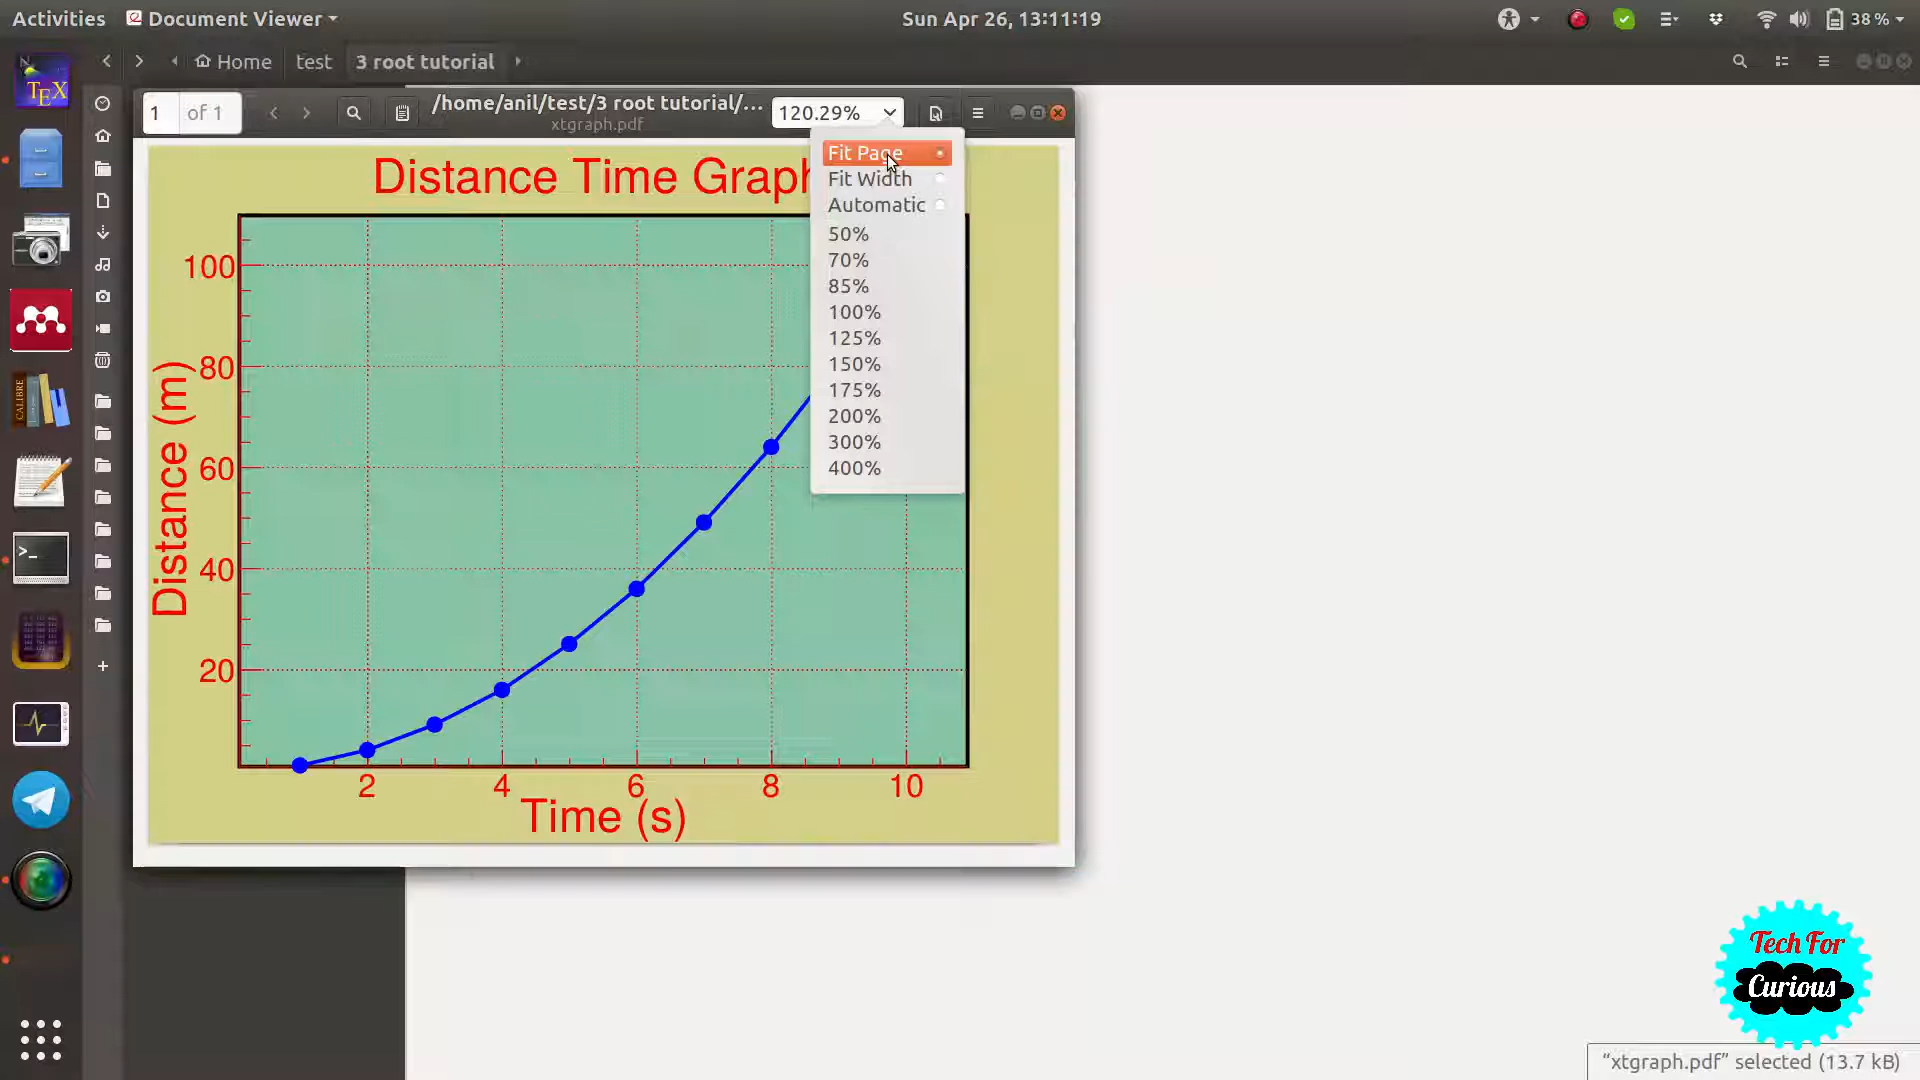 Activities
Document Viewer
Sun Apr 26, 13:11:19
38 %
Home
test
3 root tutorial
TEX
1 of 1
/home/anil/test/3 root tutorial/...
xtgraph.pdf
120.29%
Fit Page
Fit Width
Automatic
50%
70%
85%
100%
125%
150%
175%
200%
300%
400%
Distance Time Graph
100
80
60
40
20
Distance (m)
2
4
6
8
10
Time (s)
CALIBRE
>_
Tech For
Curious
“xtgraph.pdf” selected (13.7 kB)